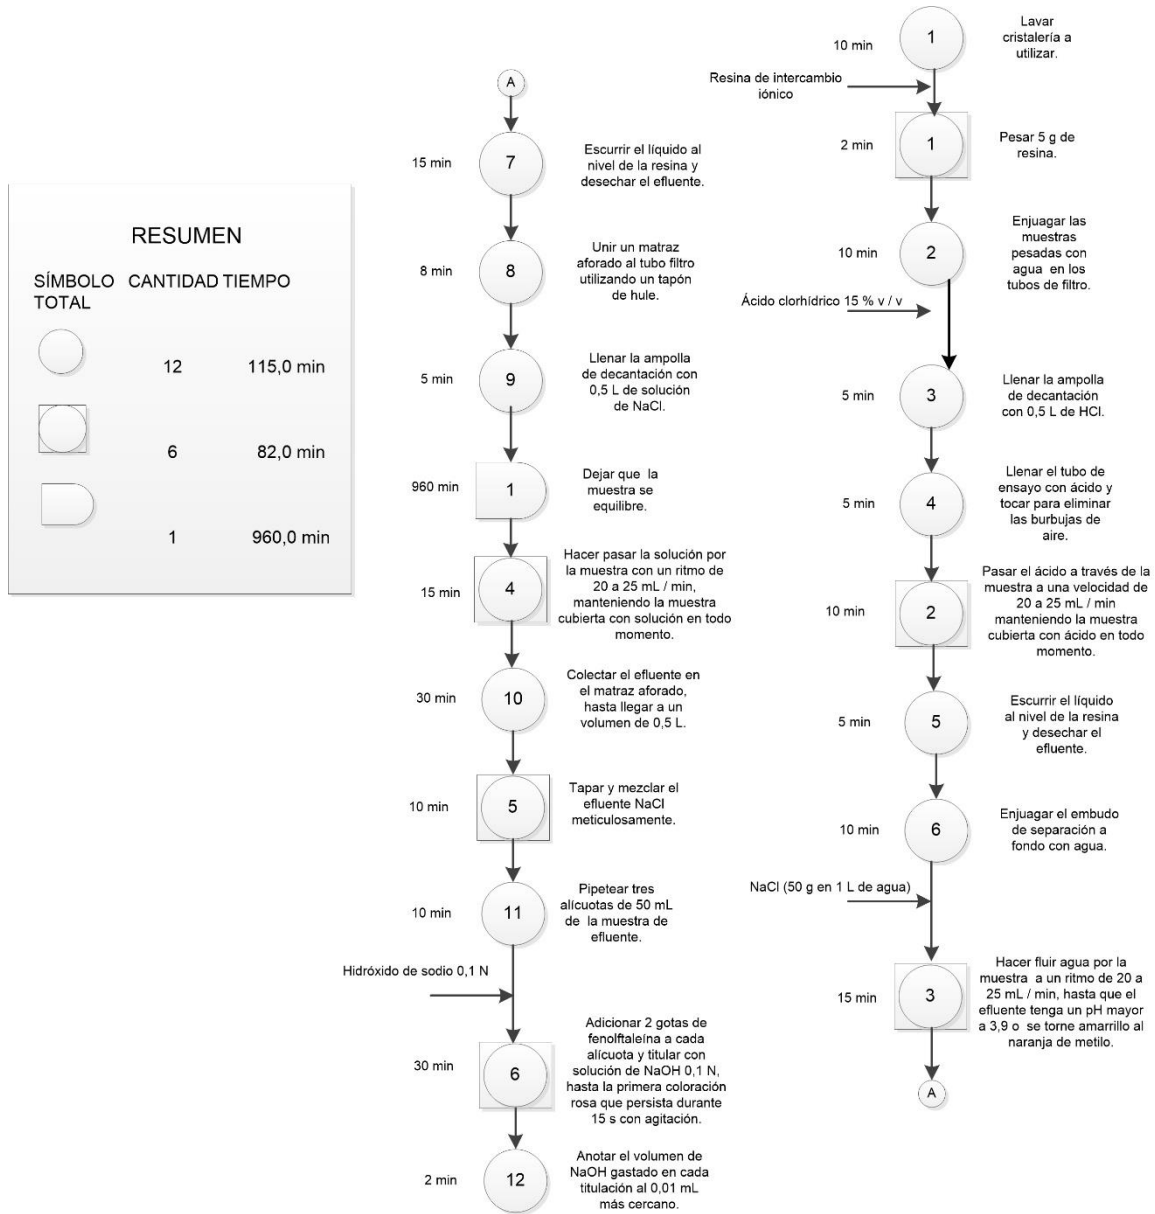 10 min
1
Lavar
cristalería a
utilizar.
Resina de intercambio
iónico
2 min
1
Pesar 5 g de
resina.
10 min
2
Enjuagar las
muestras
pesadas con
agua en los
tubos de filtro.
Ácido clorhídrico 15 % v / v
5 min
3
Llenar la ampolla
de decantación
con 0,5 L de HCl.
5 min
4
Llenar el tubo de
ensayo con ácido y
tocar para eliminar
las burbujas de
aire.
10 min
2
Pasar el ácido a través de la
muestra a una velocidad de
20 a 25 mL / min
manteniendo la muestra
cubierta con ácido en todo
momento.
5 min
5
Escurrir el líquido
al nivel de la resina
y desechar el
efluente.
10 min
6
Enjuagar el embudo
de separación a
fondo con agua.
NaCl (50 g en 1 L de agua)
15 min
3
Hacer fluir agua por la
muestra a un ritmo de 20 a
25 mL / min, hasta que el
efluente tenga un pH mayor
a 3,9 o se torne amarrillo al
naranja de metilo.
A
A
15 min
7
Escurrir el líquido al
nivel de la resina y
desechar el efluente.
8 min
8
Unir un matraz
aforado al tubo filtro
utilizando un tapón
de hule.
5 min
9
Llenar la ampolla
de decantación con
0,5 L de solución
de NaCl.
960 min
1
Dejar que la
muestra se
equilibre.
15 min
4
Hacer pasar la solución por
la muestra con un ritmo de
20 a 25 mL / min,
manteniendo la muestra
cubierta con solución en todo
momento.
30 min
10
Colectar el efluente en
el matraz aforado,
hasta llegar a un
volumen de 0,5 L.
10 min
5
Tapar y mezclar el
efluente NaCl
meticulosamente.
10 min
11
Pipetear tres
alícuotas de 50 mL
de la muestra de
efluente.
Hidróxido de sodio 0,1 N
30 min
6
Adicionar 2 gotas de
fenolftaleína a cada
alícuota y titular con
solución de NaOH 0,1 N,
hasta la primera coloración
rosa que persista durante
15 s con agitación.
2 min
12
Anotar el volumen de
NaOH gastado en cada
titulación al 0,01 mL
más cercano.
RESUMEN
SÍMBOLO CANTIDAD TIEMPO
TOTAL
12 115,0 min
6 82,0 min
1 960,0 min